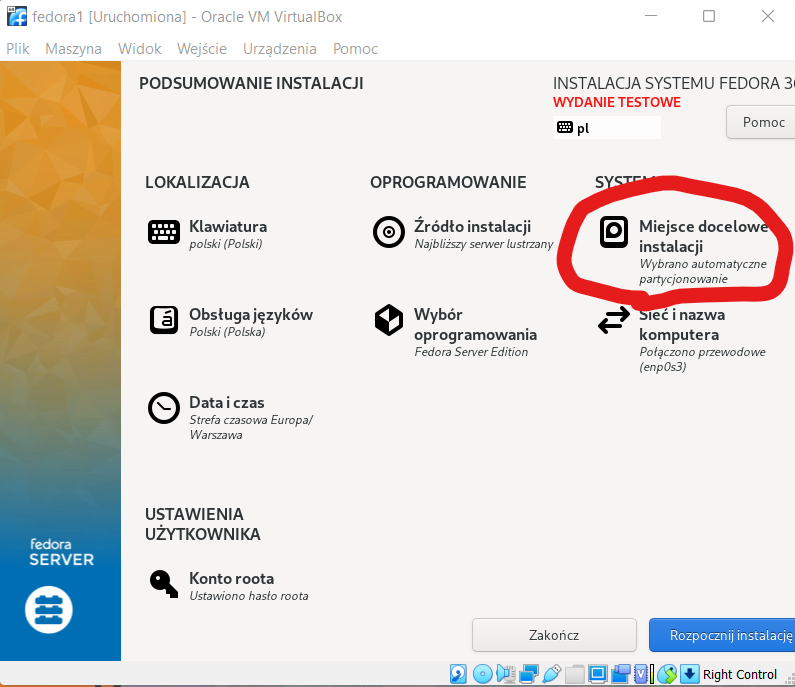 fedora1 [Uruchomiona] - Oracle VM VirtualBox
Plik Maszyna Widok Wejście Urządzenia Pomoc
PODSUMOWANIE INSTALACJI
INSTALACJA SYSTEMU FEDORA 36
WYDANIE TESTOWE
pl
Pomoc
LOKALIZACJA
Klawiatura
polski (Polski)
Obsługa języków
Polski (Polska)
Data i czas
Strefa czasowa Europa/
Warszawa
OPROGRAMOWANIE
Źródło instalacji
Najbliższy serwer lustrzany
Wybór
oprogramowania
Fedora Server Edition
SYSTEM
Miejsce docelowe
instalacji
Wybrano automatyczne
partycjonowanie
Sieć i nazwa
komputera
Połączono przewodowe
(enp0s3)
USTAWIENIA
UŻYTKOWNIKA
Konto roota
Ustawiono hasło roota
fedora
SERVER
Zakończ
Rozpocznij instalację
Right Control